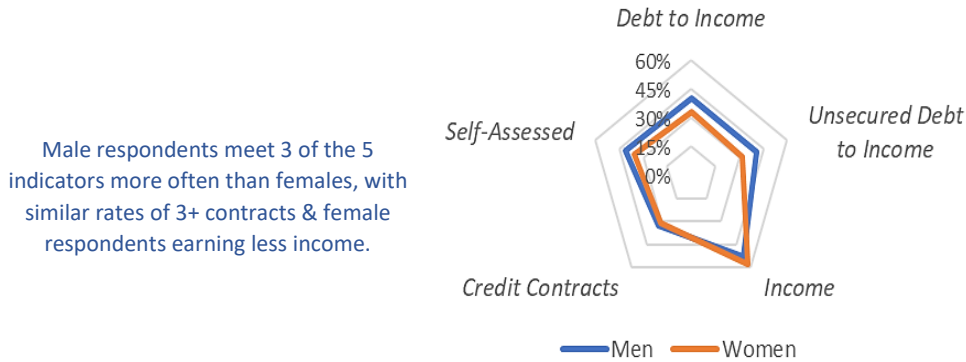 Male respondents meet 3 of the 5
indicators more often than females, with
similar rates of 3+ contracts & female
respondents earning less income.
Debt to Income
60%
45%
30%
15%
0%
Unsecured Debt
to Income
Self-Assessed
Credit Contracts
Income
Men
Women